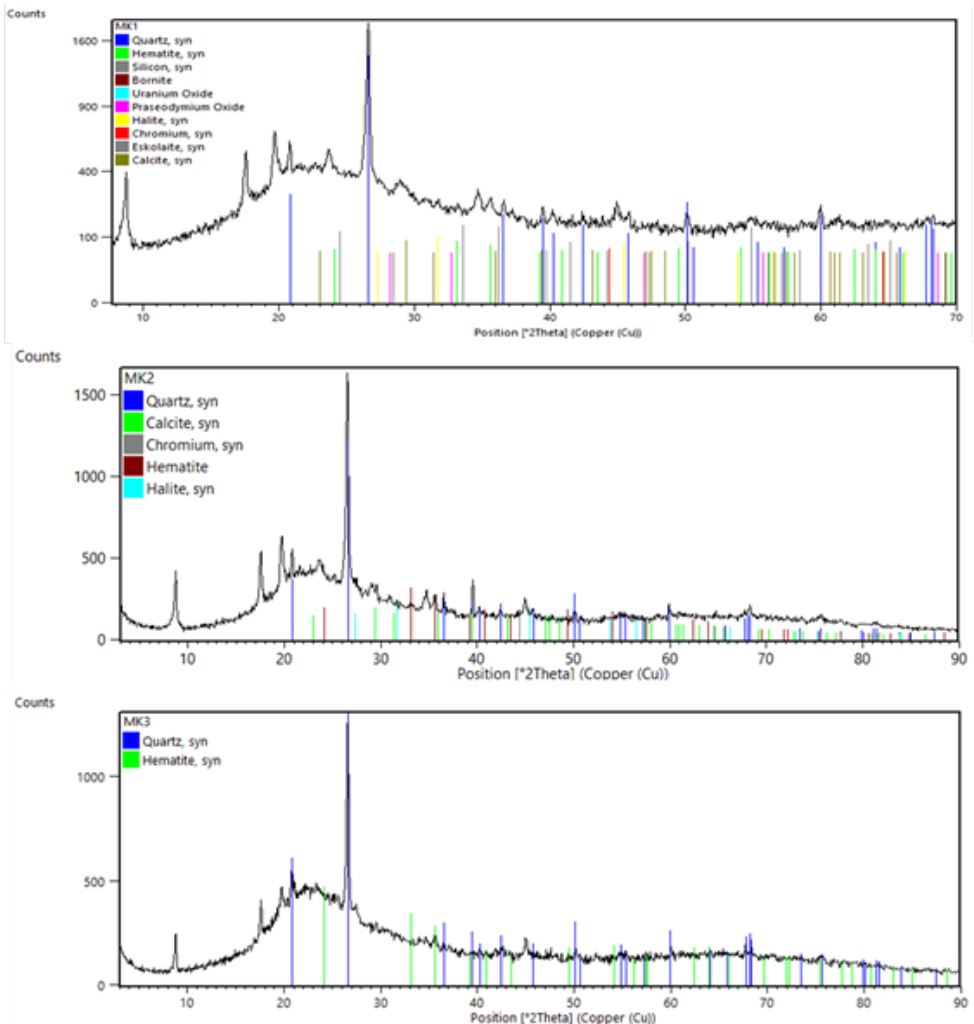 Counts
MK1
Quartz, syn
Hematite, syn
Silicon, syn
Bornite
Uranium Oxide
Praseodymium Oxide
Halite, syn
Chromium, syn
Eskolaite, syn
Calcite, syn
1600
900
400
100
0
10 20 30 40 50 60 70
Position [°2Theta] (Copper (Cu))
Counts
MK2
Quartz, syn
Calcite, syn
Chromium, syn
Hematite
Halite, syn
1500
1000
500
0
10 20 30 40 50 60 70 80 90
Position [°2Theta] (Copper (Cu))
Counts
MK3
Quartz, syn
Hematite, syn
1000
500
0
10 20 30 40 50 60 70 80 90
Position [°2Theta] (Copper (Cu))